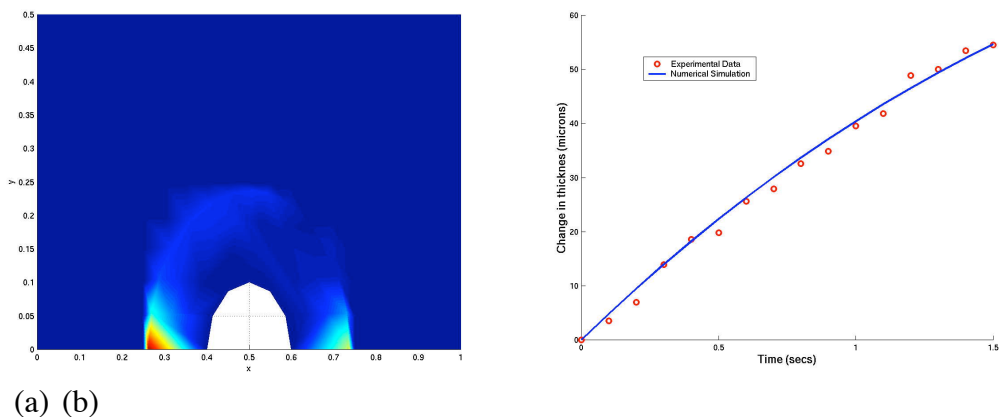 0.5
0.45
0.4
0.35
0.3
0.25
0.2
0.15
0.1
0.05
0
y
0 0.1 0.2 0.3 0.4 0.5 0.6 0.7 0.8 0.9 1
x
60
50
40
30
20
10
0
Change in thicknes (microns)
Experimental Data
Numerical Simulation
0 0.5 1 1.5
Time (secs)
(a) (b)